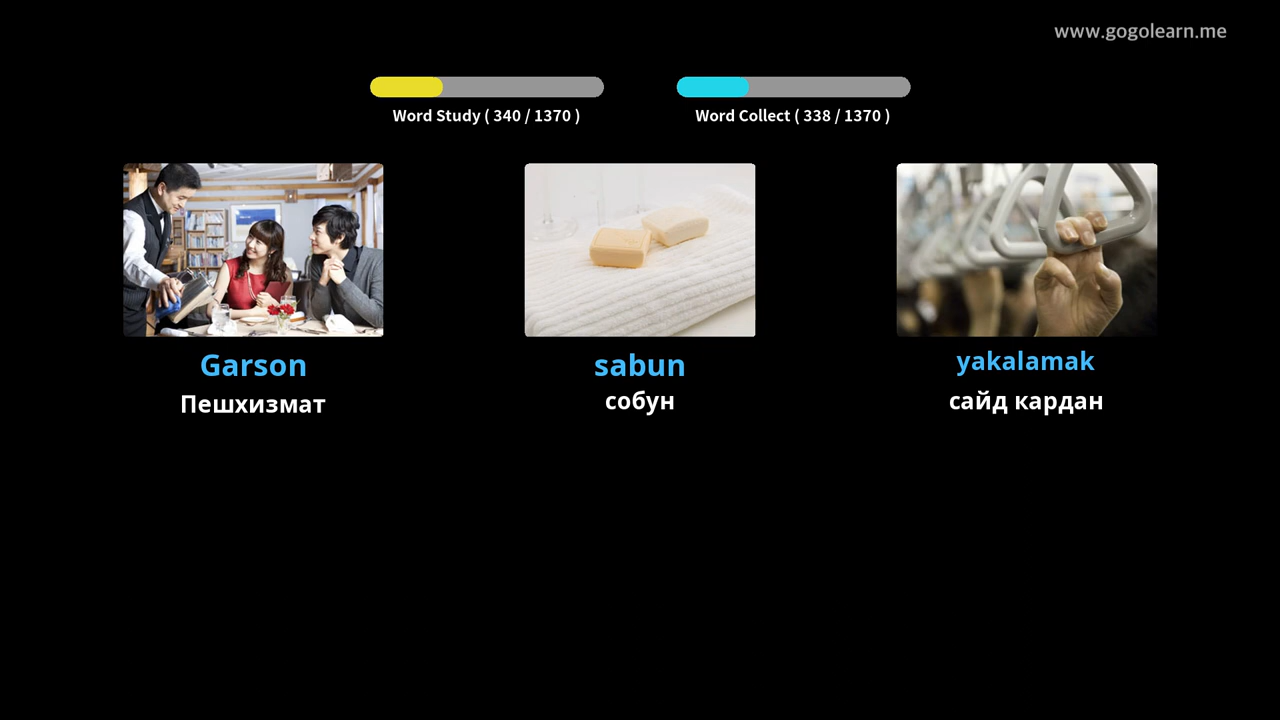 www.gogolearn.me
Word Study ( 340 / 1370 )
Word Collect ( 338 / 1370 )
Garson
Пешхизмат
sabun
собун
yakalamak
сайд кардан